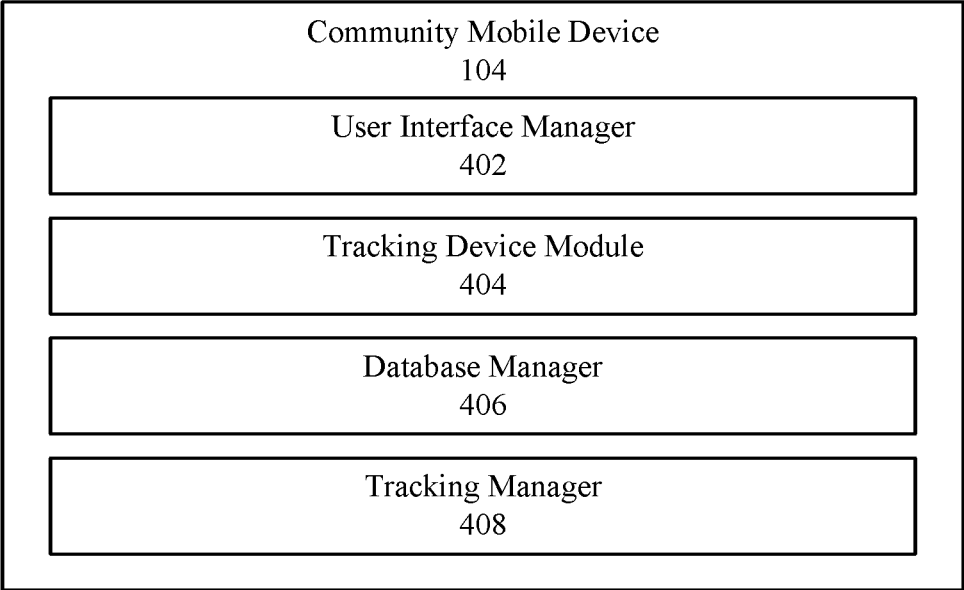 Community Mobile Device
104
User Interface Manager
402
Tracking Device Module
404
Database Manager
406
Tracking Manager
408